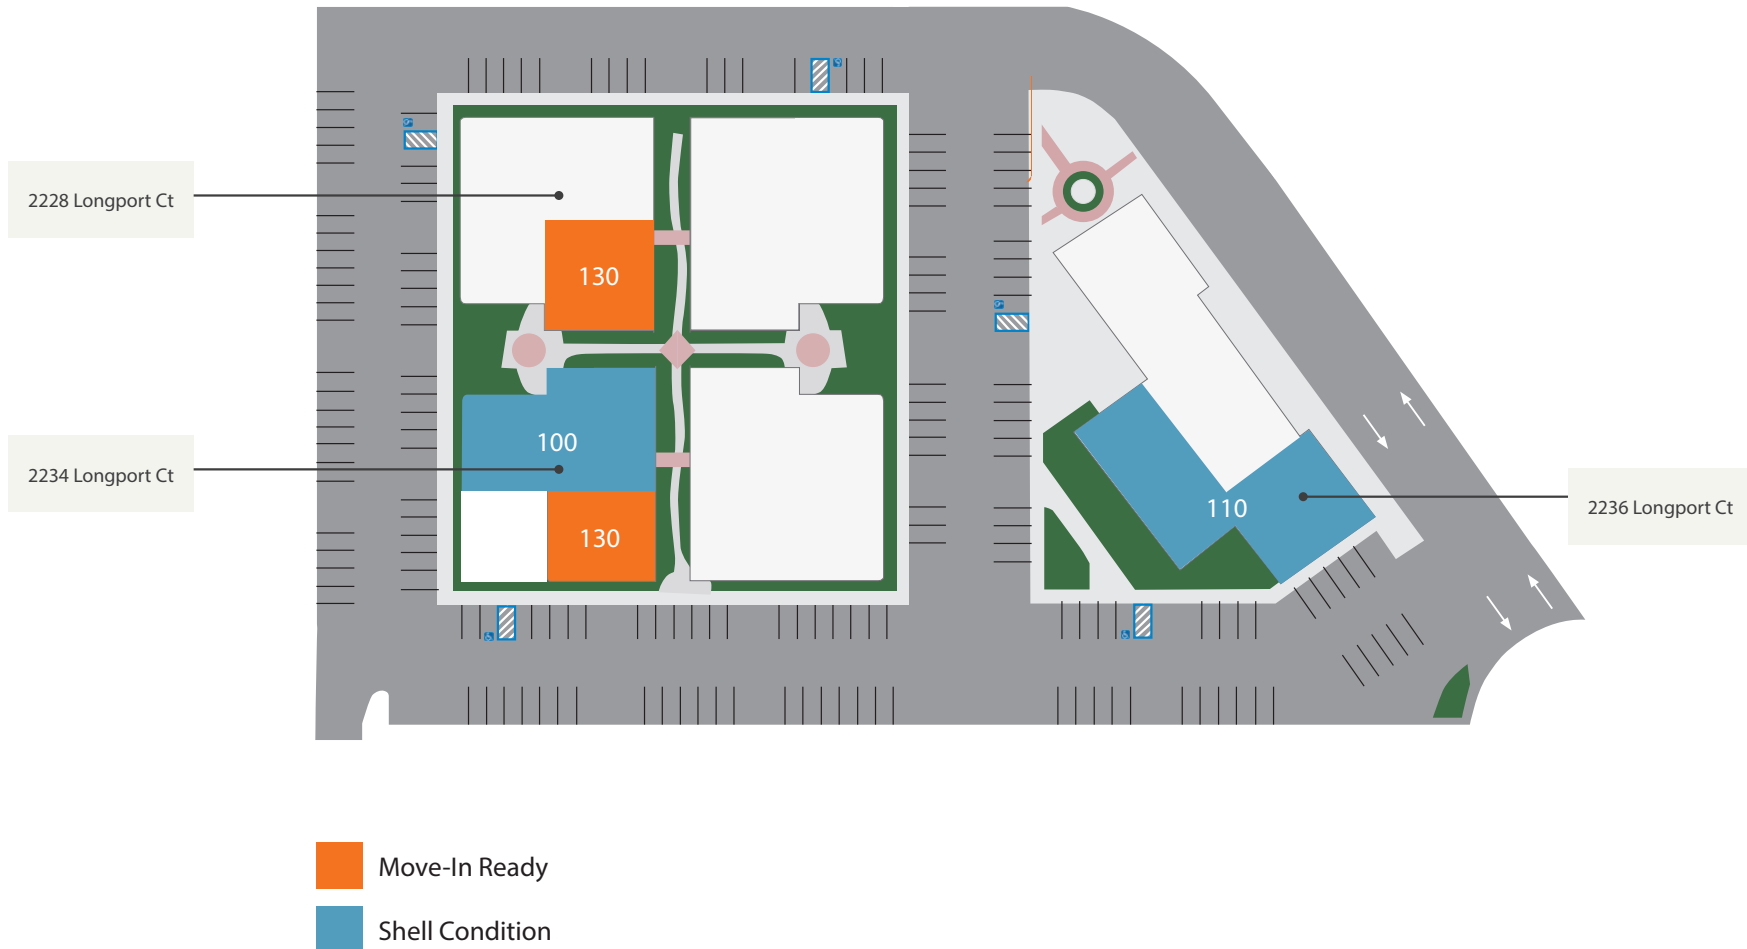 2228 Longport Ct
130
100
2234 Longport Ct
130
110
2236 Longport Ct
Move-In Ready
Shell Condition